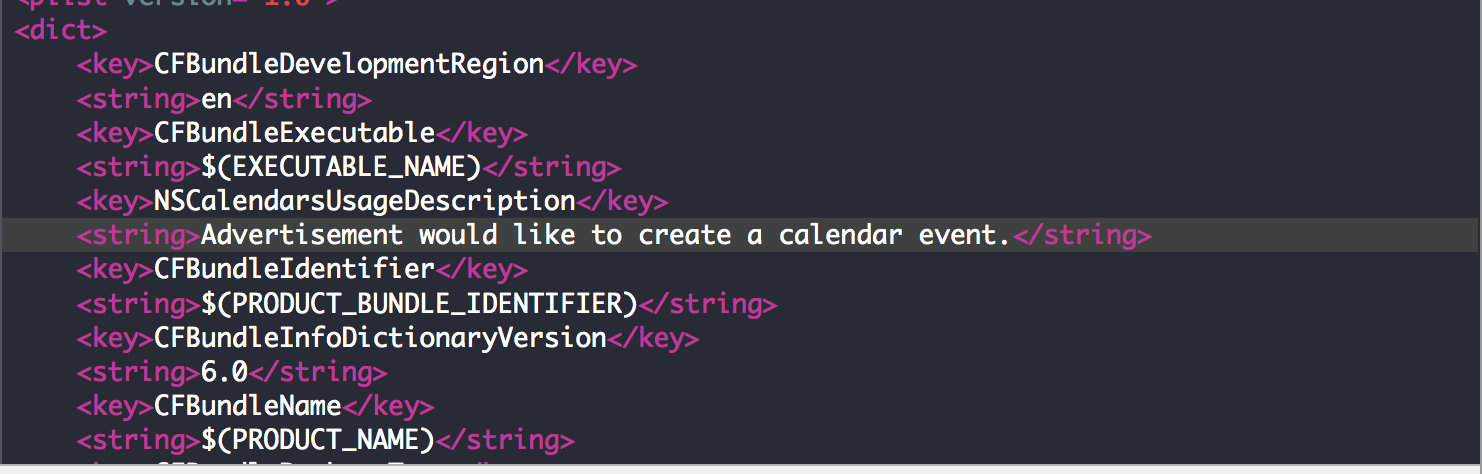 <plist version="1.0">
<dict>
<key>CFBundleDevelopmentRegion</key>
<string>en</string>
<key>CFBundleExecutable</key>
<string>$(EXECUTABLE_NAME)</string>
<key>NSCalendarsUsageDescription</key>
<string>Advertisement would like to create a calendar event.</string>
<key>CFBundleIdentifier</key>
<string>$(PRODUCT_BUNDLE_IDENTIFIER)</string>
<key>CFBundleInfoDictionaryVersion</key>
<string>6.0</string>
<key>CFBundleName</key>
<string>$(PRODUCT_NAME)</string>